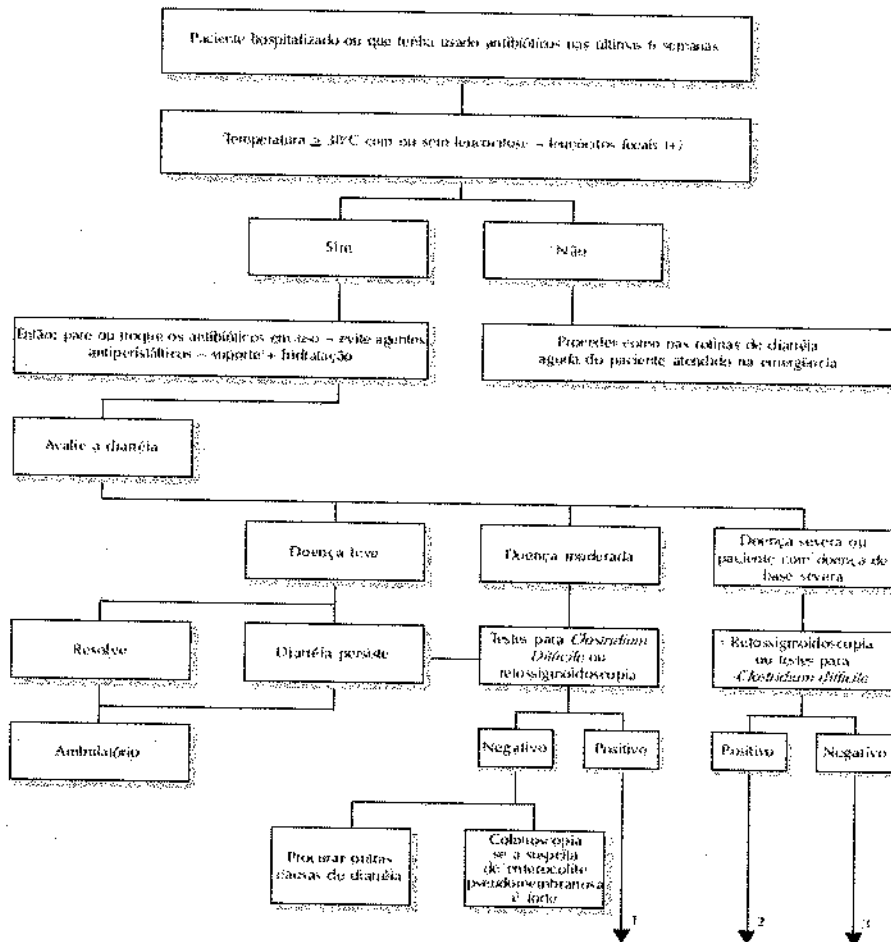 Paciente hospitalizado ou que tenha usado antibióticos nas últimas 6 semanas
Temperatura ≥ 38ºC com ou sem leucocitose – leucócitos fecais (+)
Sim
Não
Então: pare ou troque os antibióticos em uso – evite agentes
antiperistálticos – suporte + hidratação
Proceder como nas rotinas de diarréia
aguda do paciente atendido na emergência
Avalie a diarréia
Doença leve
Doença moderada
Doença severa ou
paciente com doença de
base severa
Resolve
Diarréia persiste
Testes para Clostridium
Difficile ou
retossigmoidoscopia
Retossigmoidoscopia
ou testes para
Clostridium difficile
Ambulatório
Negativo
Positivo
Positivo
Negativo
Procurar outras
causas de diarréia
Colonoscopia
se a suspeita
de enterocolite
pseudomembranosa
é forte
1
2
3